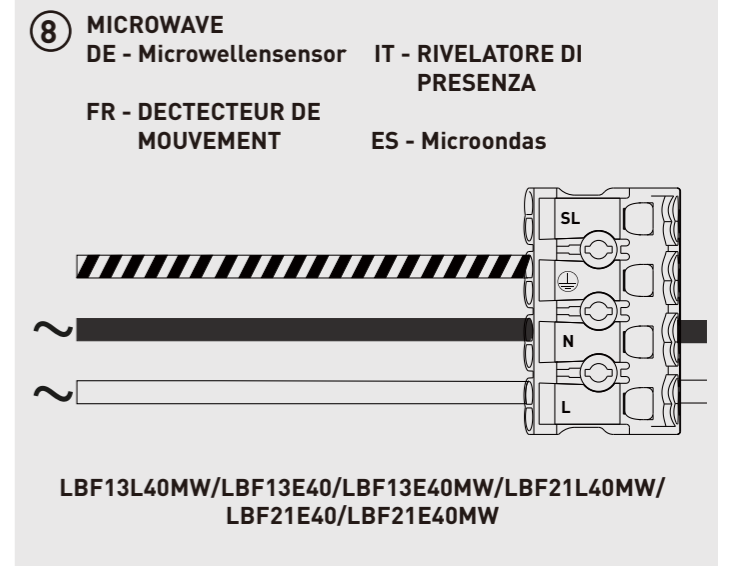 8 MICROWAVE
DE - Microwellensensor
IT - RIVELATORE DI
PRESENZA
FR - DECTECTEUR DE
MOUVEMENT
ES - Microondas
SL
N
L
~
~
LBF13L40MW/LBF13E40/LBF13E40MW/LBF21L40MW/
LBF21E40/LBF21E40MW